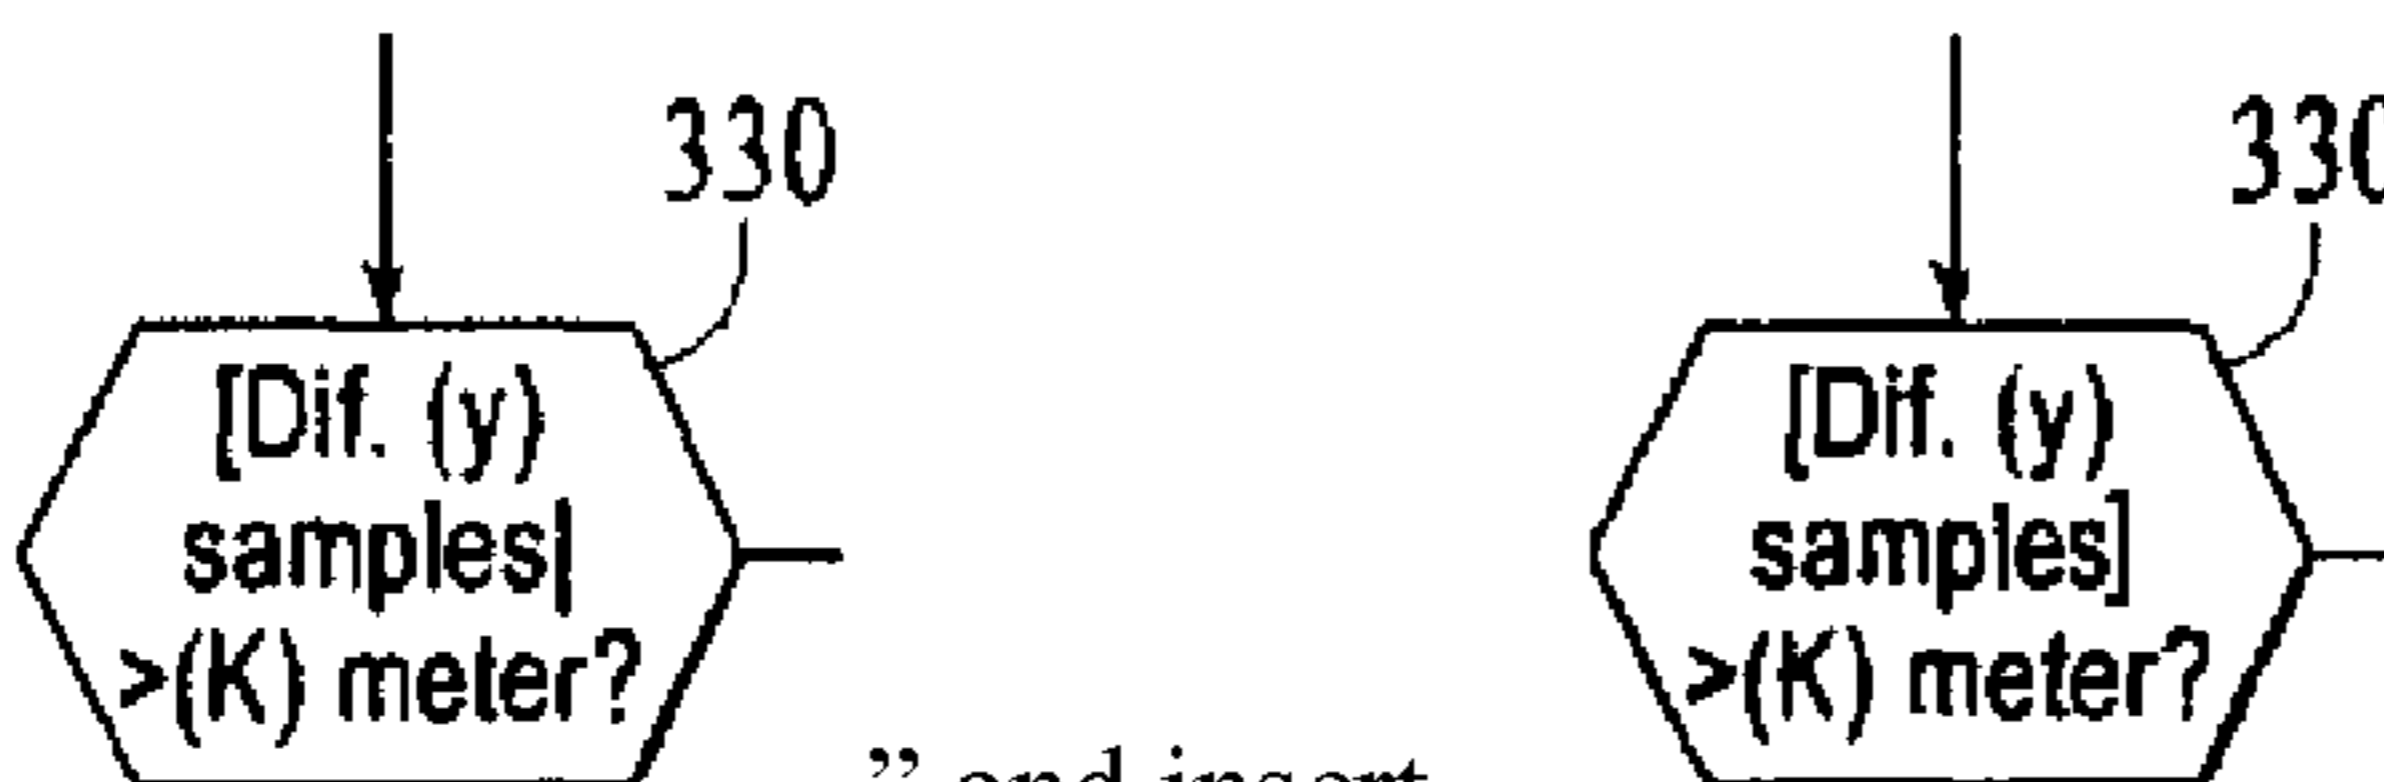 330
[Dif. (y)
samples|
>(K) meter?
” and insert
330
[Dif. (y)
samples]
>(K) meter?